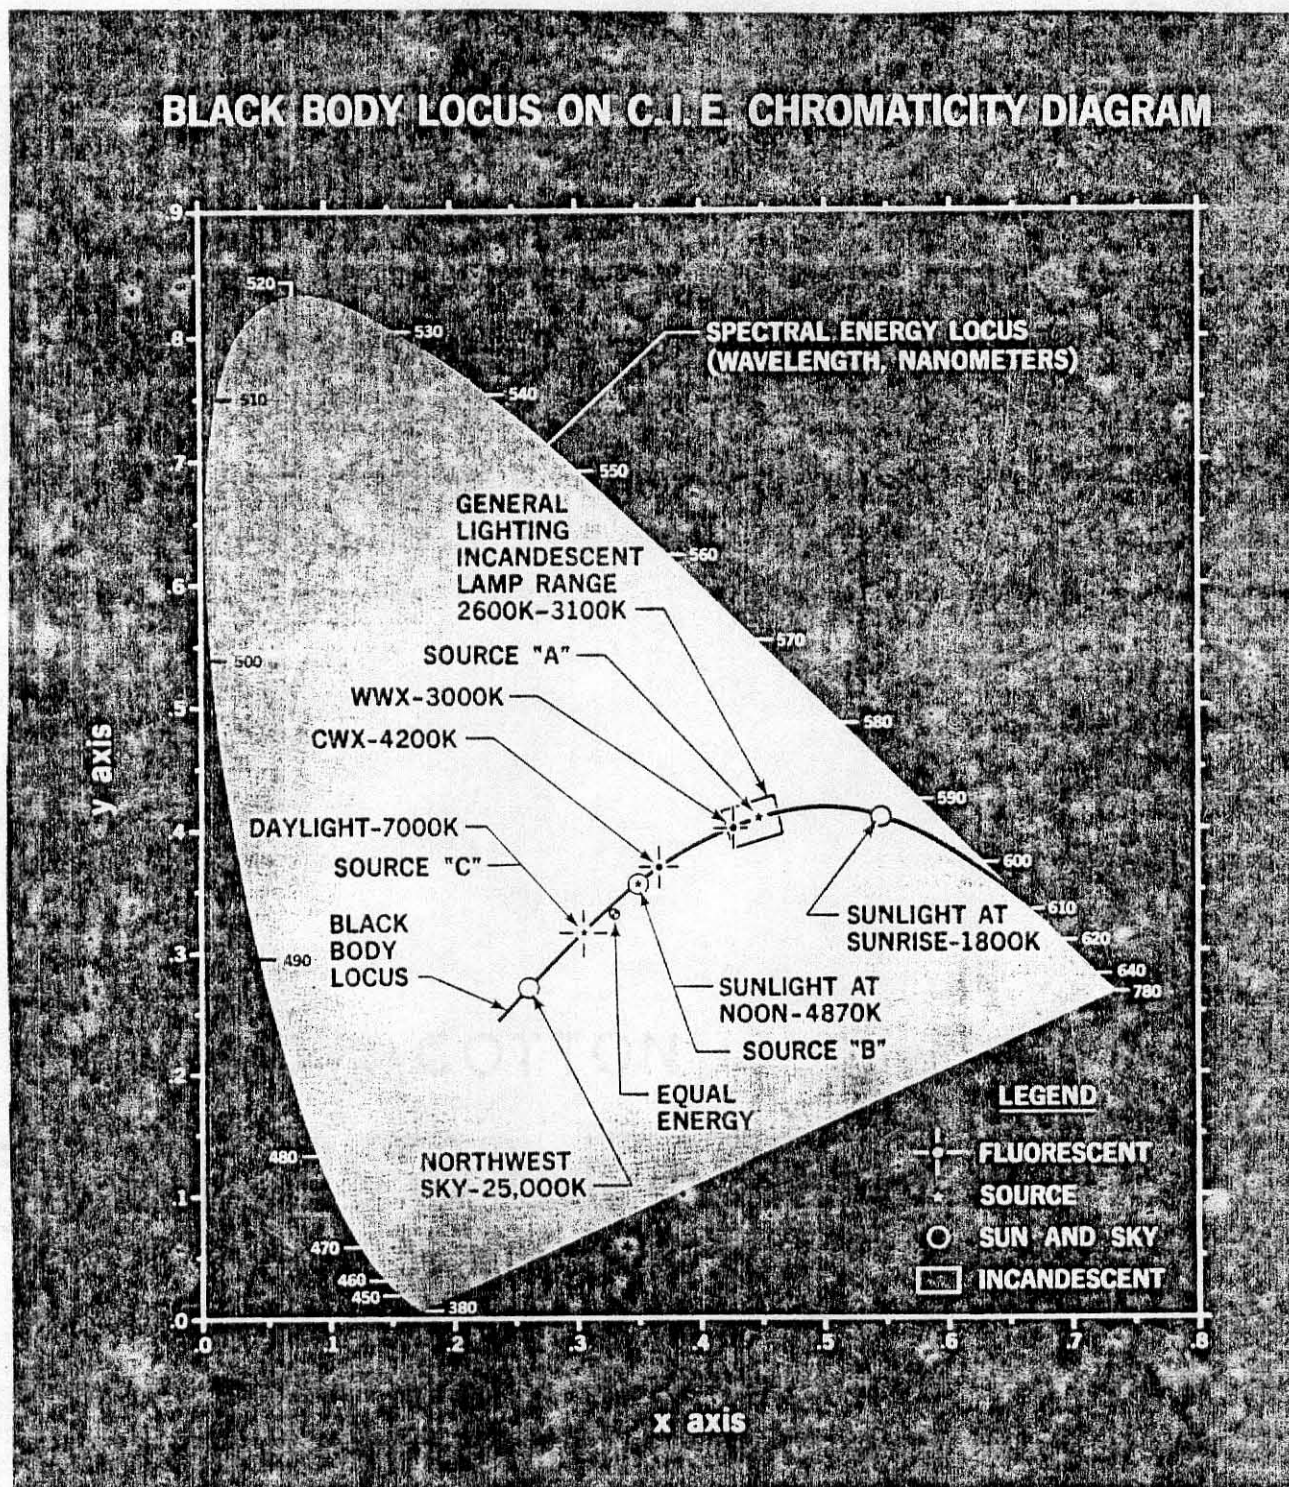 BLACK BODY LOCUS ON C.I.E. CHROMATICITY DIAGRAM
.9
.8
.7
.6
.5
.4
.3
.2
.1
.0
y axis
520
530
540
510
550
560
570
500
580
590
600
610
620
640
780
490
480
470
460
450
380
SPECTRAL ENERGY LOCUS
(WAVELENGTH, NANOMETERS)
GENERAL
LIGHTING
INCANDESCENT
LAMP RANGE
2600K-3100K
SOURCE "A"
WWX-3000K
CWX-4200K
DAYLIGHT-7000K
SOURCE "C"
BLACK
BODY
LOCUS
SUNLIGHT AT
SUNRISE-1800K
SUNLIGHT AT
NOON-4870K
SOURCE "B"
EQUAL
ENERGY
NORTHWEST
SKY-25,000K
LEGEND
FLUORESCENT
SOURCE
SUN AND SKY
INCANDESCENT
.0 .1 .2 .3 .4 .5 .6 .7 .8
x axis